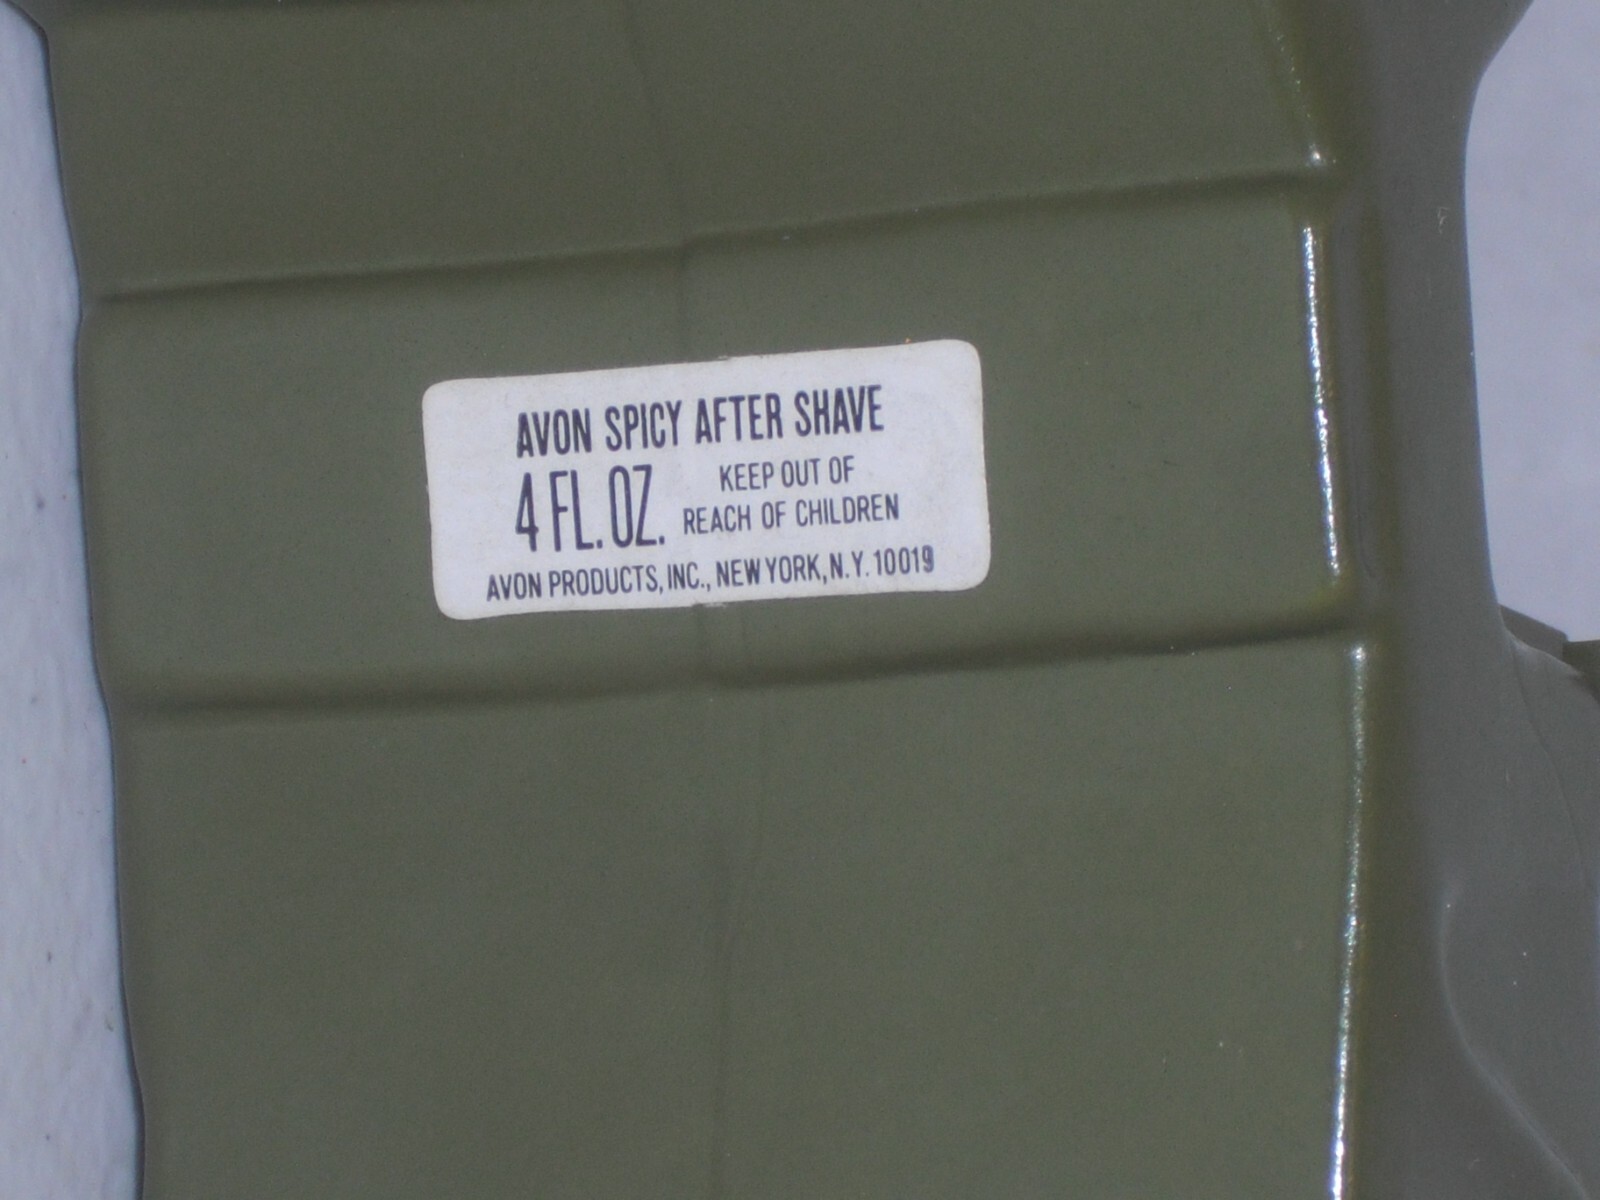 AVON SPICY AFTER SHAVE
4 FL. OZ. KEEP OUT OF
REACH OF CHILDREN
AVON PRODUCTS, INC., NEW YORK, N.Y. 10019